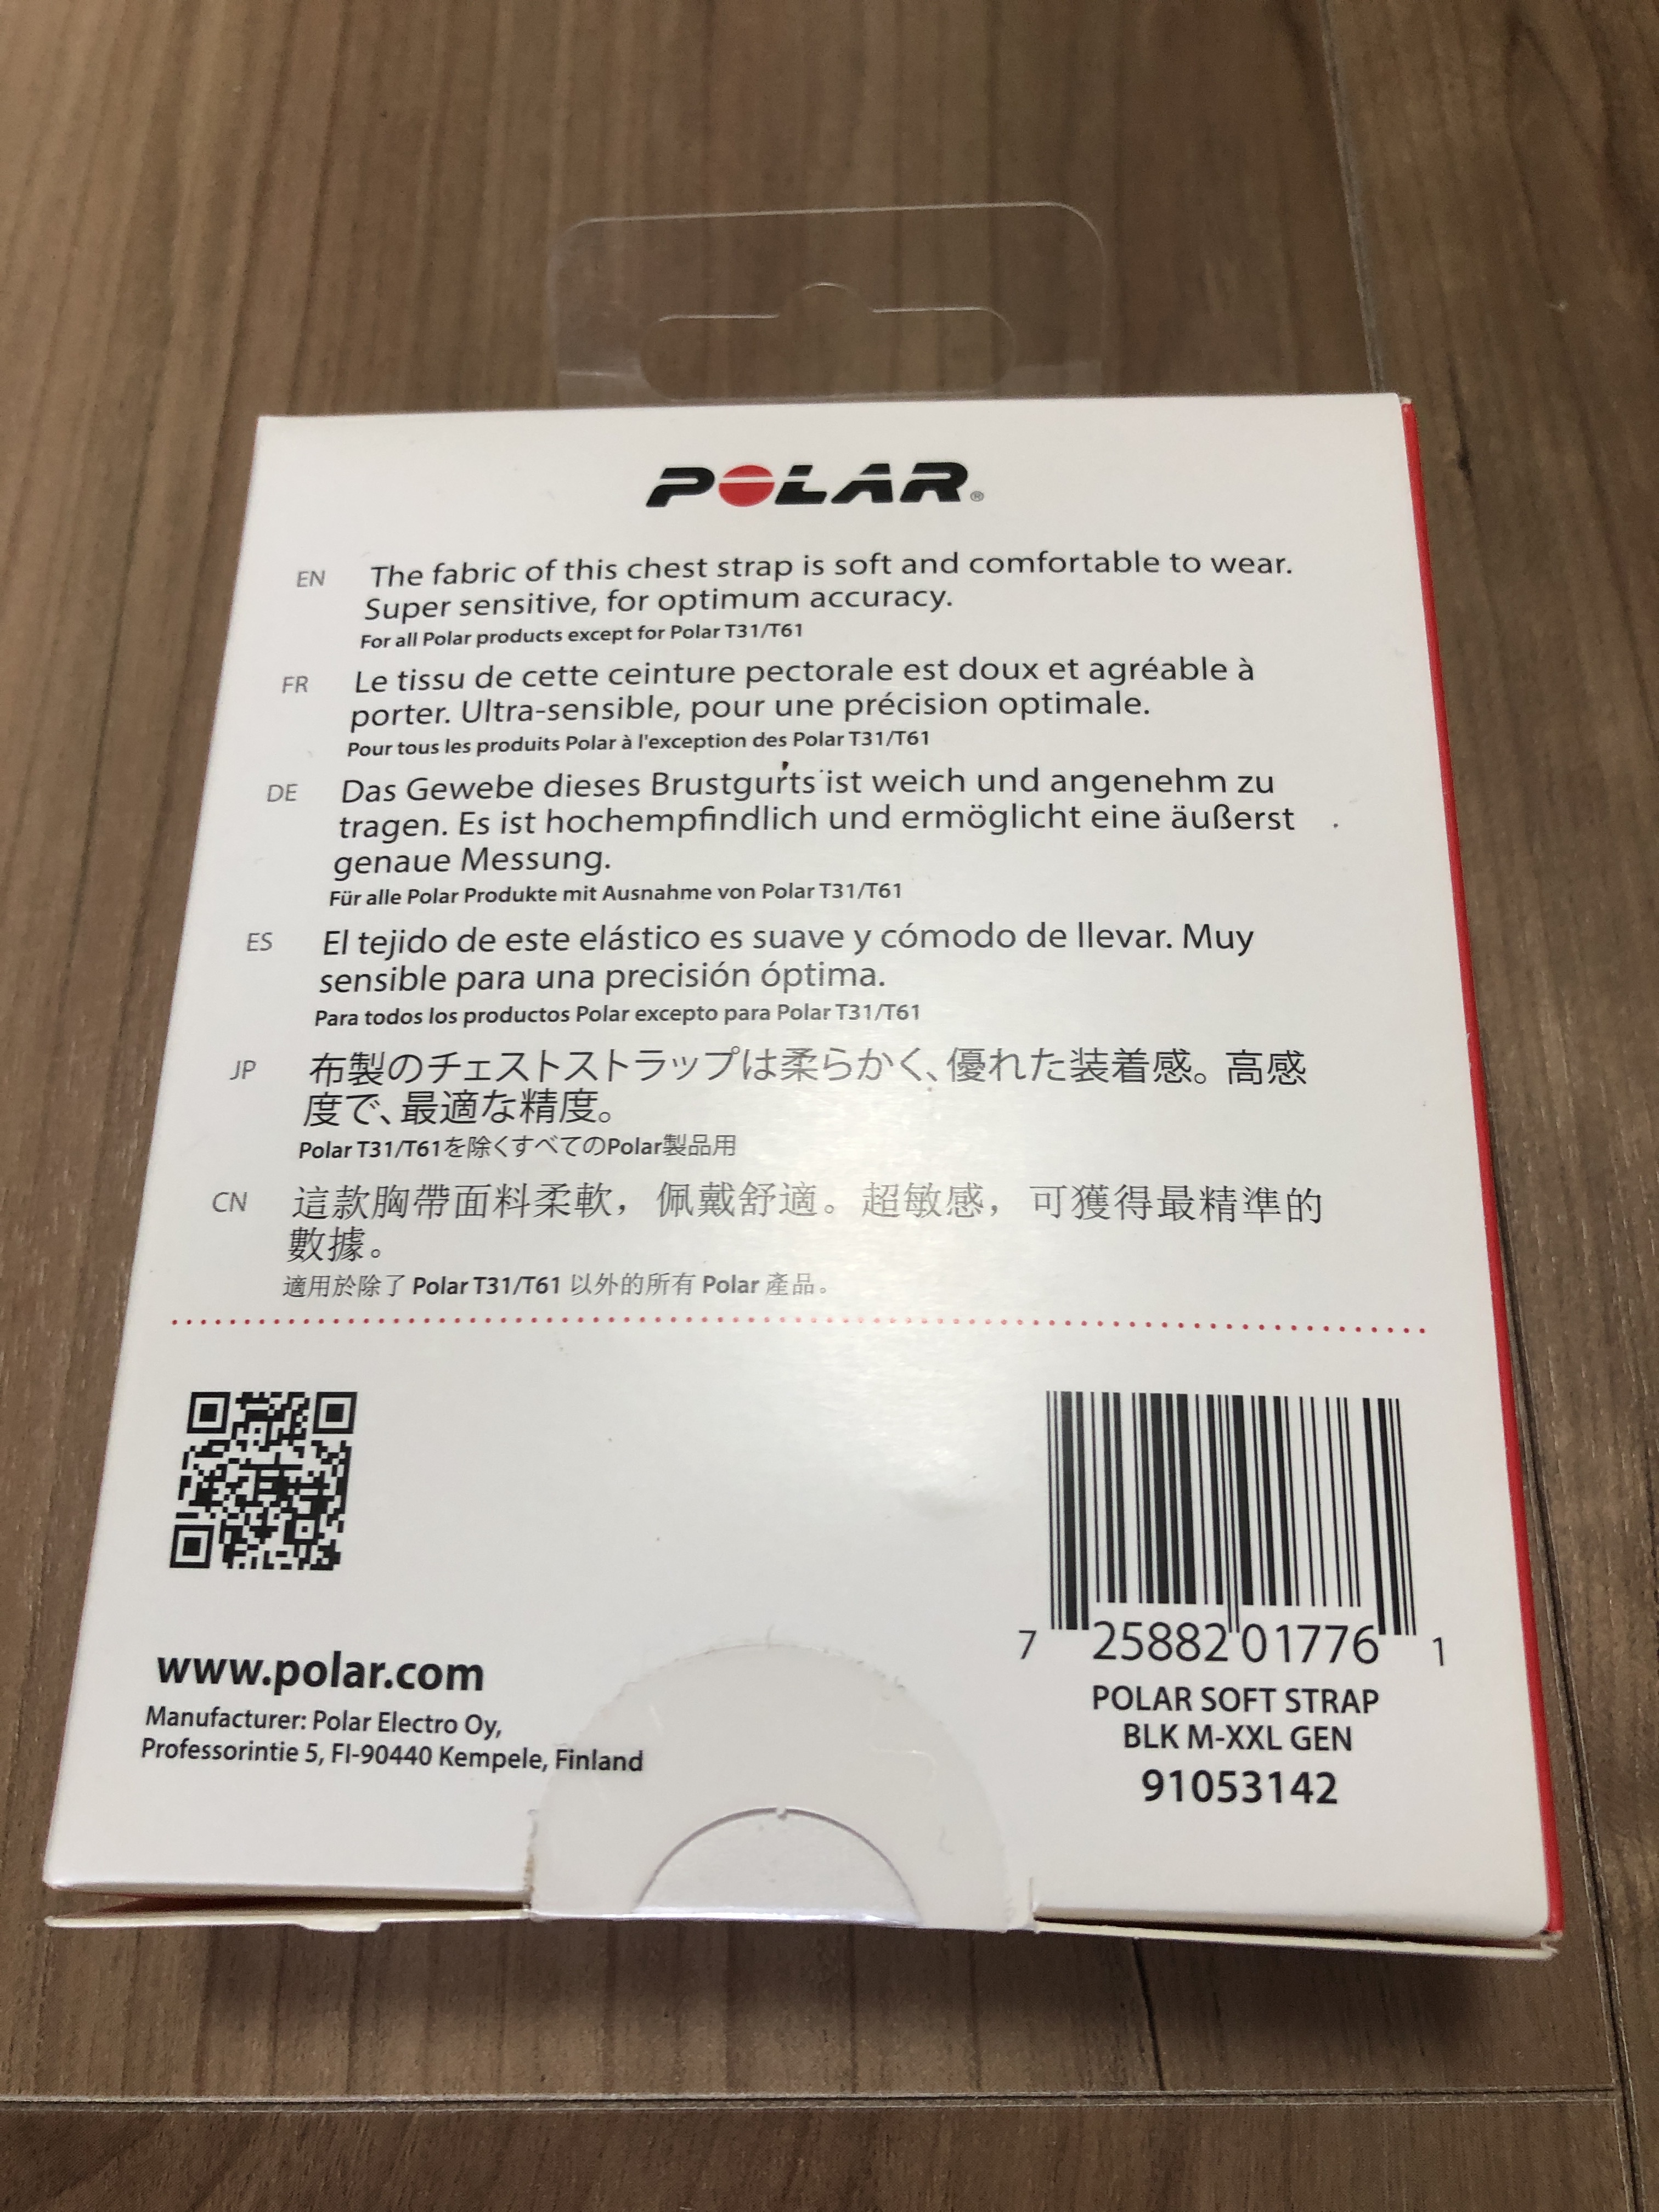 POLAR®
EN The fabric of this chest strap is soft and comfortable to wear.
Super sensitive, for optimum accuracy.
For all Polar products except for Polar T31/T61
FR Le tissu de cette ceinture pectorale est doux et agréable à
porter. Ultra-sensible, pour une précision optimale.
Pour tous les produits Polar à l'exception des Polar T31/T61
DE Das Gewebe dieses Brustgurts ist weich und angenehm zu
tragen. Es ist hochempfindlich und ermöglicht eine äußerst
genaue Messung.
Für alle Polar Produkte mit Ausnahme von Polar T31/T61
ES El tejido de este elástico es suave y cómodo de llevar. Muy
sensible para una precisión óptima.
Para todos los productos Polar excepto para Polar T31/T61
JP 布製のチェストストラップは柔らかく、優れた装着感。高感
度で、最適な精度。
Polar T31/T61を除くすべてのPolar製品用
CN 這款胸帶面料柔軟，佩戴舒適。超敏感，可獲得最精準的
數據。
適用於除了 Polar T31/T61 以外的所有 Polar 產品。
www.polar.com
Manufacturer: Polar Electro Oy,
Professorintie 5, FI-90440 Kempele, Finland
7 25882 01776 1
POLAR SOFT STRAP
BLK M-XXL GEN
91053142